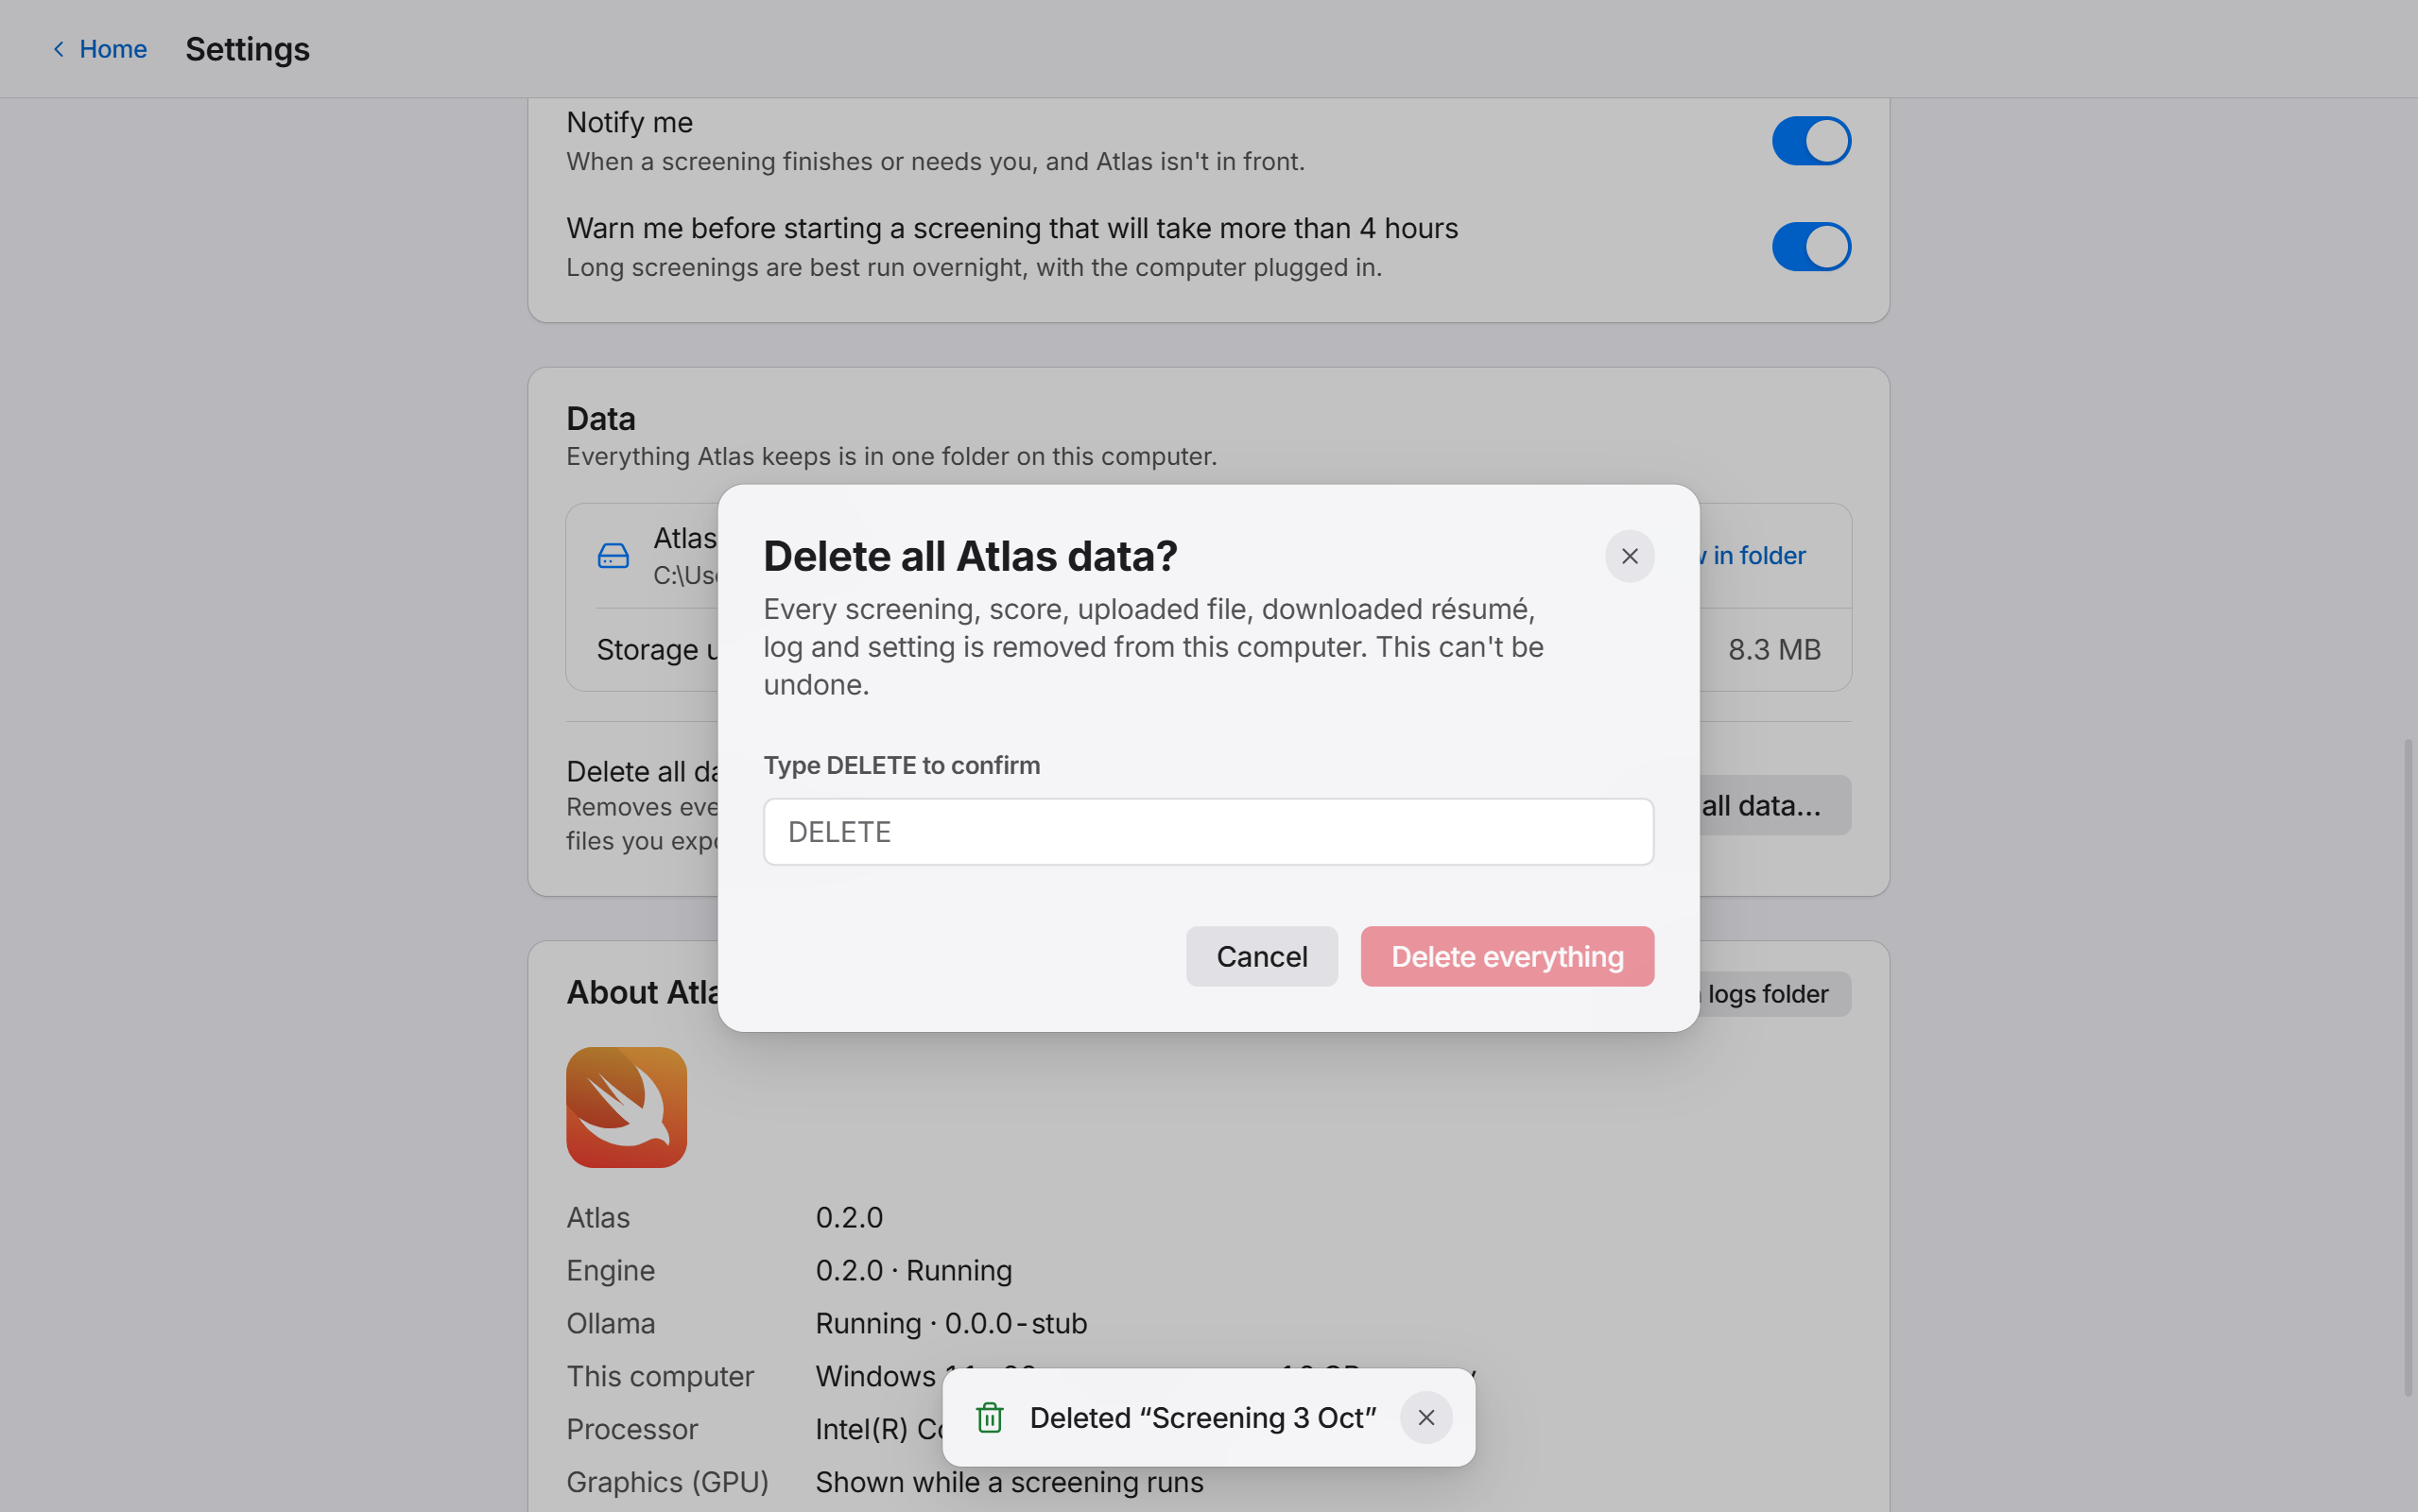 Home Settings
Notify me
When a screening finishes or needs you, and Atlas isn't in front.
Warn me before starting a screening that will take more than 4 hours
Long screenings are best run overnight, with the computer plugged in.
Data
Everything Atlas keeps is in one folder on this computer.
Atlas
in folder
Storage
8.3 MB
Delete all
Removes
files you
all data...
Delete all Atlas data?
Every screening, score, uploaded file, downloaded résumé,
log and setting is removed from this computer. This can't be
undone.
Type DELETE to confirm
DELETE
Cancel Delete everything
About
logs folder
Atlas 0.2.0
Engine 0.2.0 · Running
Ollama Running · 0.0.0-stub
This computer Windows
Processor Intel(R)
Graphics (GPU) Shown while a screening runs
Deleted “Screening 3 Oct”